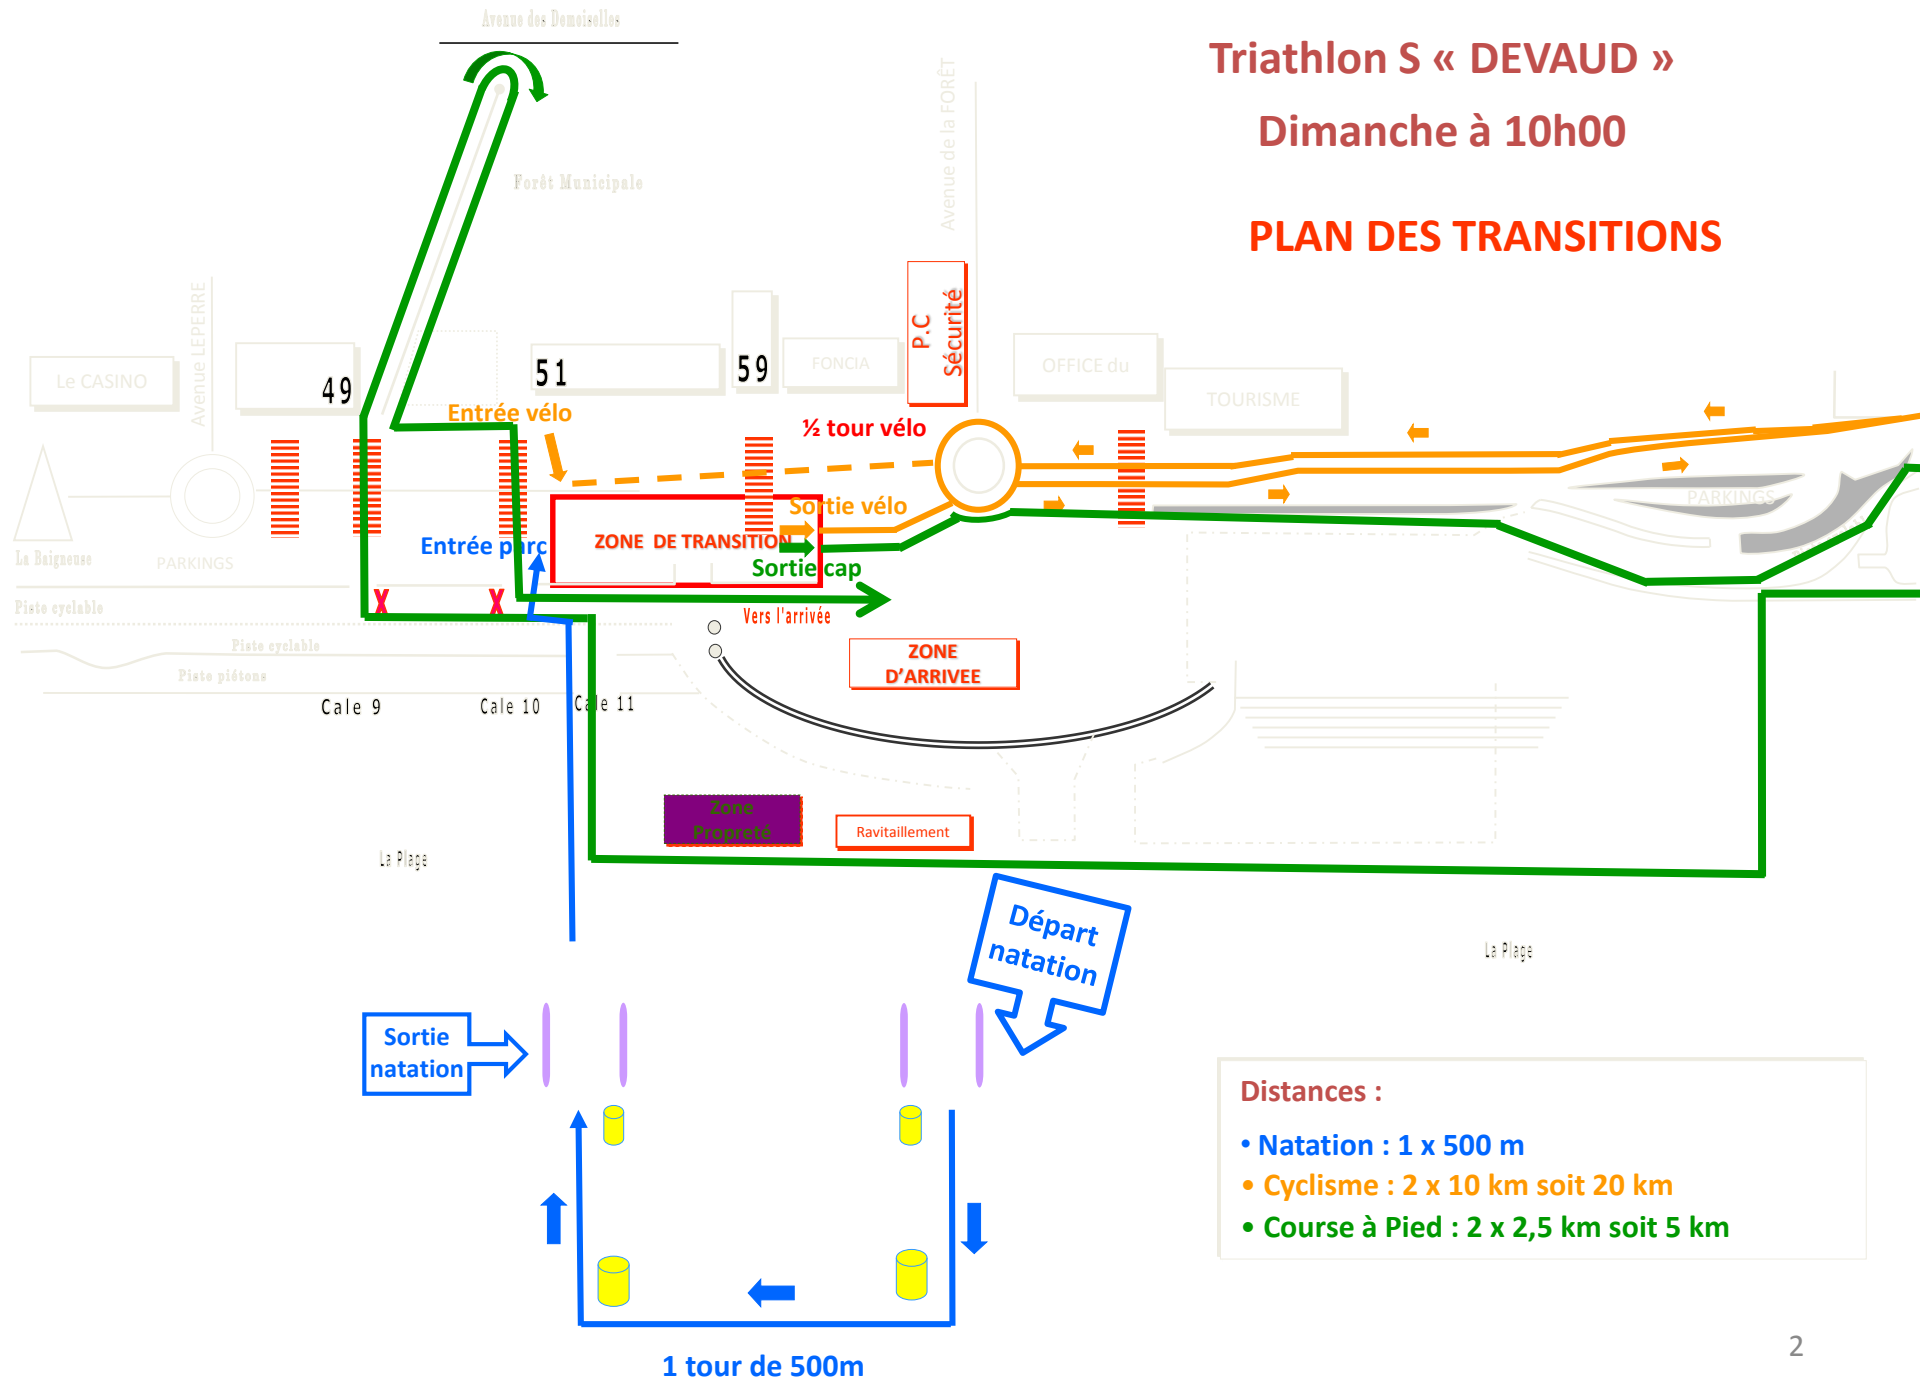 Avenue des Demoiselles
Triathlon S « DEVAUD »
Dimanche à 10h00
PLAN DES TRANSITIONS
Avenue de la FORÊT
Forêt Municipale
Avenue LEPERRE
P.C
Sécurité
Le CASINO
49
51
59
FONCIA
OFFICE du
TOURISME
Entrée vélo
½ tour vélo
Sortie vélo
PARKINGS
Entrée parc
ZONE DE TRANSITION
La Baigneuse
PARKINGS
Sortie cap
Piste cyclable
Vers l'arrivée
Piste cyclable
Piste piétons
ZONE
D'ARRIVEE
Cale 9
Cale 10
Cale 11
Zone
Propreté
Ravitaillement
La Plage
Départ
natation
La Plage
Sortie
natation
Distances :
• Natation : 1 x 500 m
• Cyclisme : 2 x 10 km soit 20 km
• Course à Pied : 2 x 2,5 km soit 5 km
1 tour de 500m
2